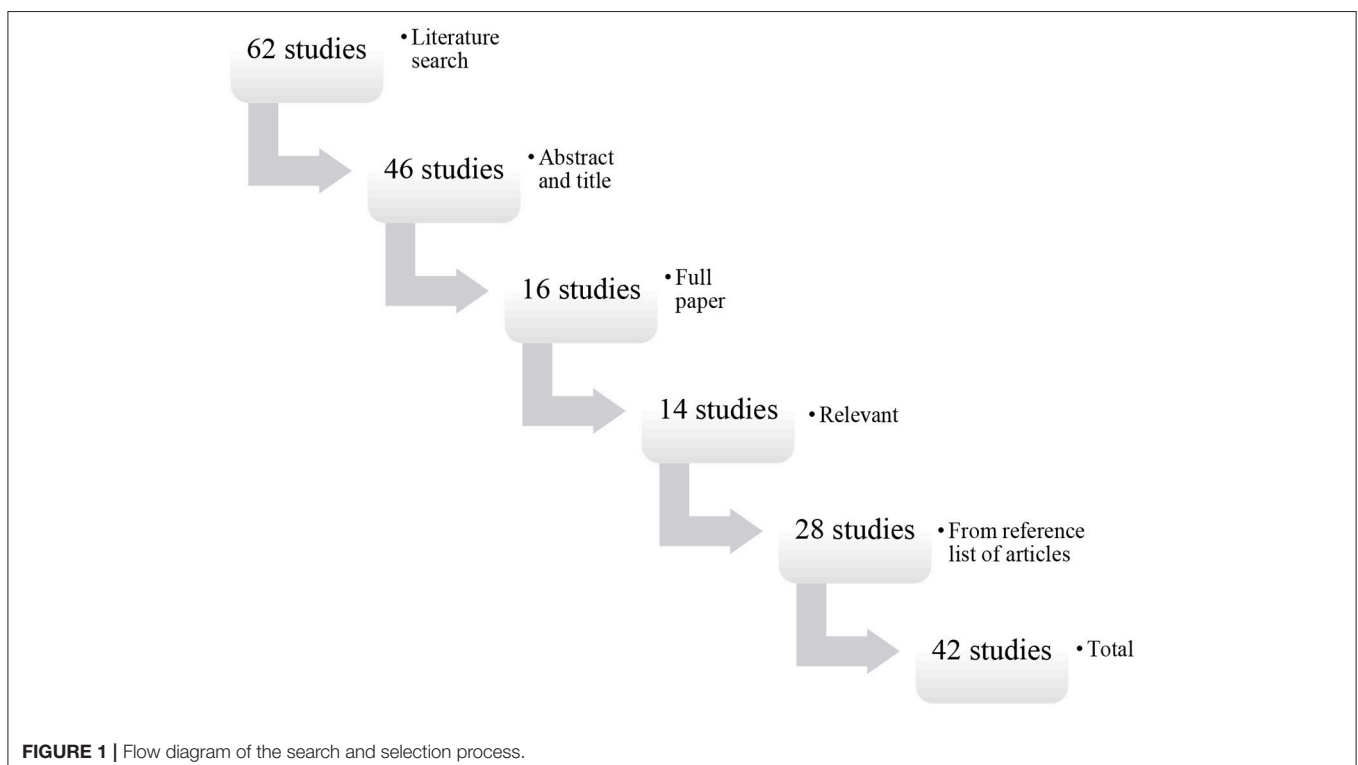 62 studies
• Literature
search
46 studies
• Abstract
and title
16 studies
• Full
paper
14 studies
• Relevant
28 studies
• From reference
list of articles
42 studies
• Total
FIGURE 1 | Flow diagram of the search and selection process.